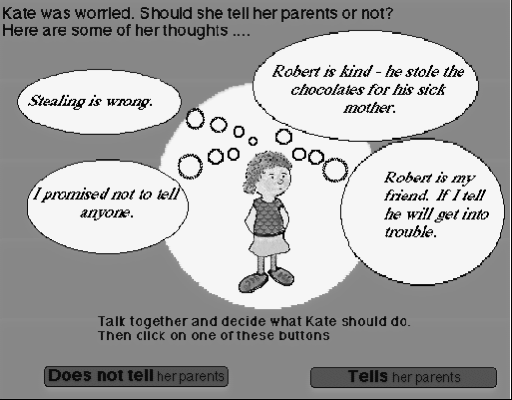 Kate was worried. Should she tell her parents or not?
Here are some of her thoughts ....
Stealing is wrong.
Robert is kind - he stole the
chocolates for his sick
mother.
I promised not to tell
anyone.
Robert is my
friend. If I tell
he will get into
trouble.
Talk together and decide what Kate should do.
Then click on one of these buttons
Does not tell her parents
Tells her parents